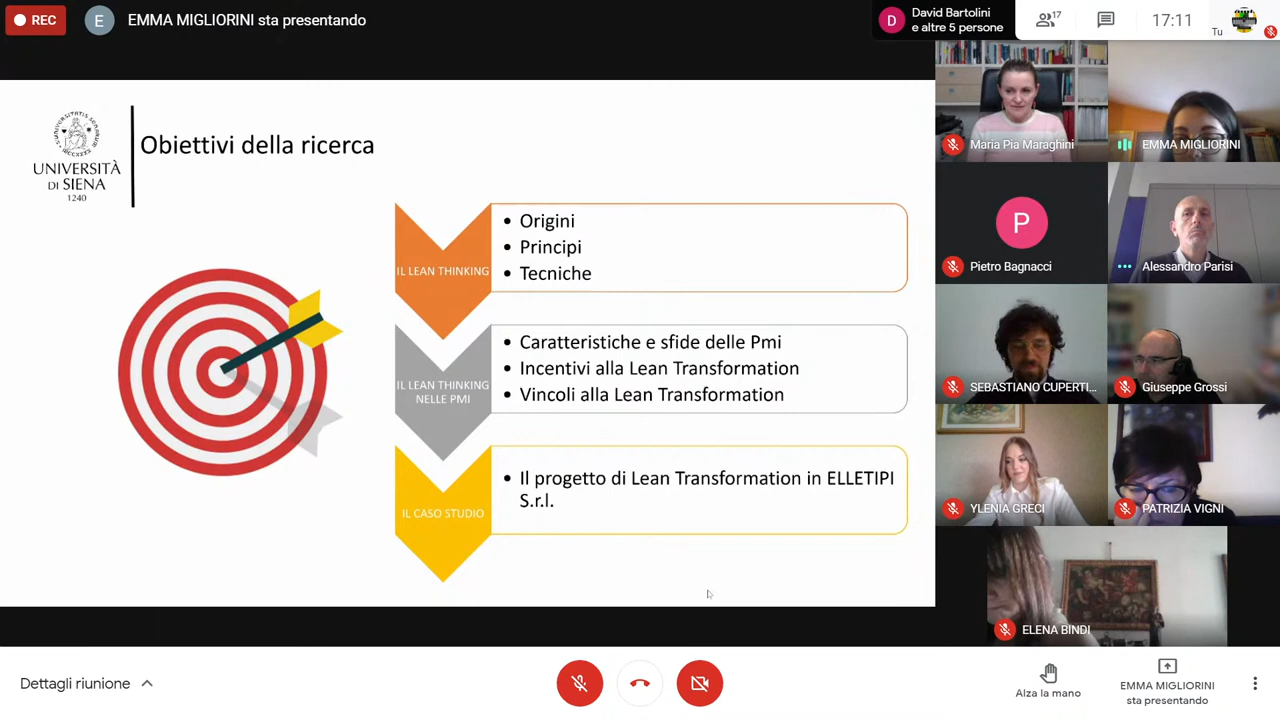 REC
E
EMMA MIGLIORINI sta presentando
D
David Bartolini
e altre 5 persone
17
17:11
Tu
UNIVERSITÀ
DI SIENA
1240
Obiettivi della ricerca
IL LEAN THINKING
• Origini
• Principi
• Tecniche
IL LEAN THINKING
NELLE PMI
• Caratteristiche e sfide delle Pmi
• Incentivi alla Lean Transformation
• Vincoli alla Lean Transformation
IL CASO STUDIO
• Il progetto di Lean Transformation in ELLETIPI
S.r.l.
Maria Pia Maraghini
EMMA MIGLIORINI
P
Pietro Bagnacci
Alessandro Parisi
SEBASTIANO CUPERTI...
Giuseppe Grossi
YLENIA GRECI
PATRIZIA VIGNI
ELENA BINDI
Dettagli riunione
Alza la mano
EMMA MIGLIORINI
sta presentando